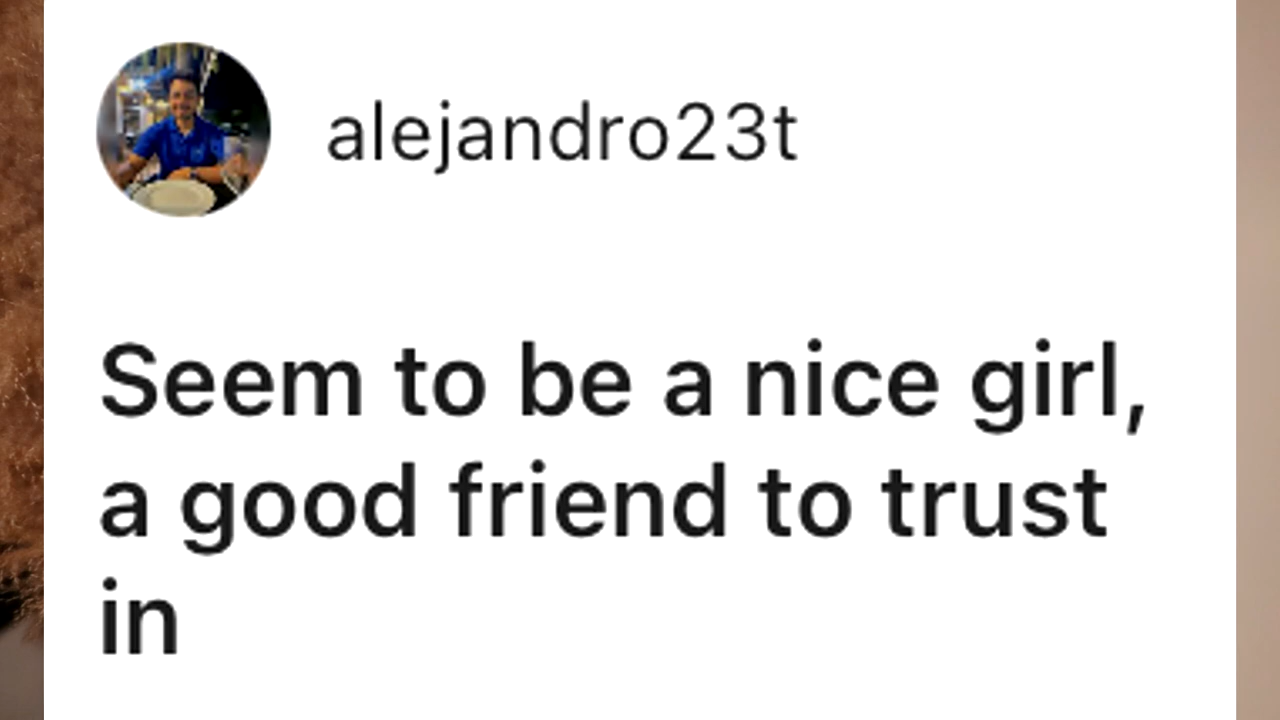 alejandro23t
Seem to be a nice girl,
a good friend to trust
in